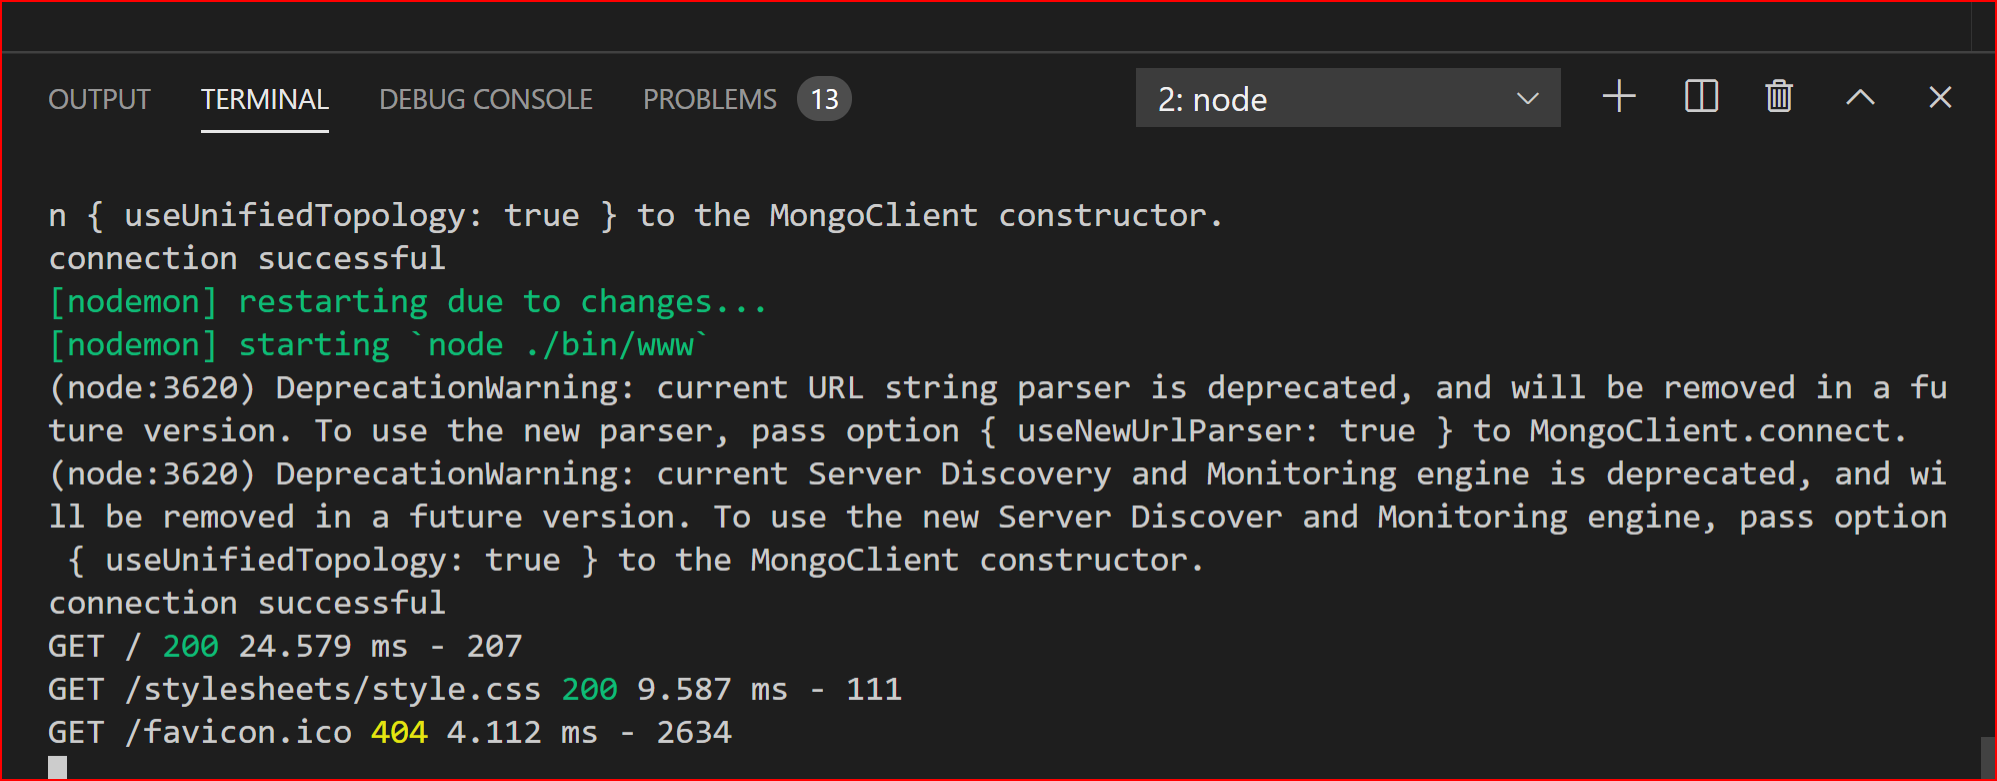 OUTPUT TERMINAL DEBUG CONSOLE PROBLEMS 13 2: node
n { useUnifiedTopology: true } to the MongoClient constructor.
connection successful
[nodemon] restarting due to changes...
[nodemon] starting `node ./bin/www`
(node:3620) DeprecationWarning: current URL string parser is deprecated, and will be removed in a fu
ture version. To use the new parser, pass option { useNewUrlParser: true } to MongoClient.connect.
(node:3620) DeprecationWarning: current Server Discovery and Monitoring engine is deprecated, and wi
ll be removed in a future version. To use the new Server Discover and Monitoring engine, pass option
 { useUnifiedTopology: true } to the MongoClient constructor.
connection successful
GET / 200 24.579 ms - 207
GET /stylesheets/style.css 200 9.587 ms - 111
GET /favicon.ico 404 4.112 ms - 2634